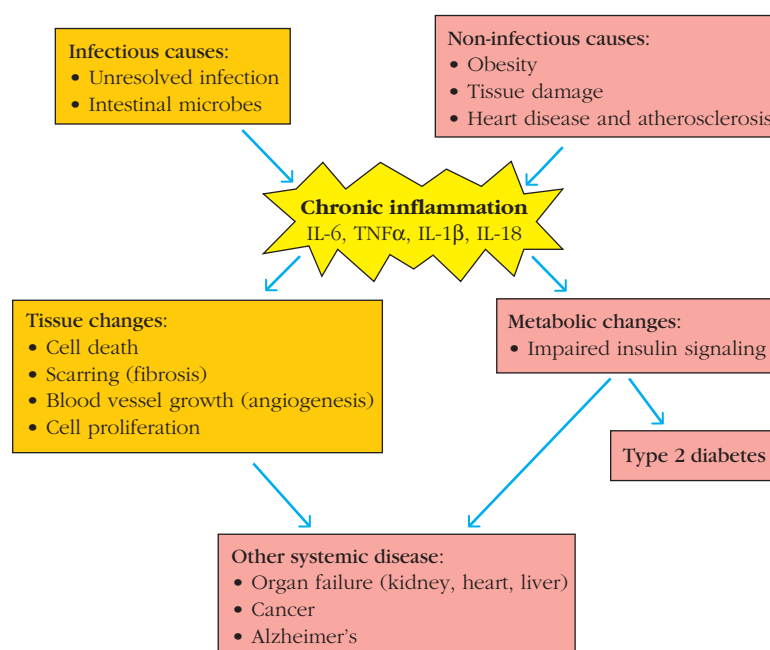 Infectious causes:
• Unresolved infection
• Intestinal microbes
Non-infectious causes:
• Obesity
• Tissue damage
• Heart disease and atherosclerosis
Chronic inflammation
IL-6, TNFα, IL-1β, IL-18
Tissue changes:
• Cell death
• Scarring (fibrosis)
• Blood vessel growth (angiogenesis)
• Cell proliferation
Metabolic changes:
• Impaired insulin signaling
Type 2 diabetes
Other systemic disease:
• Organ failure (kidney, heart, liver)
• Cancer
• Alzheimer's